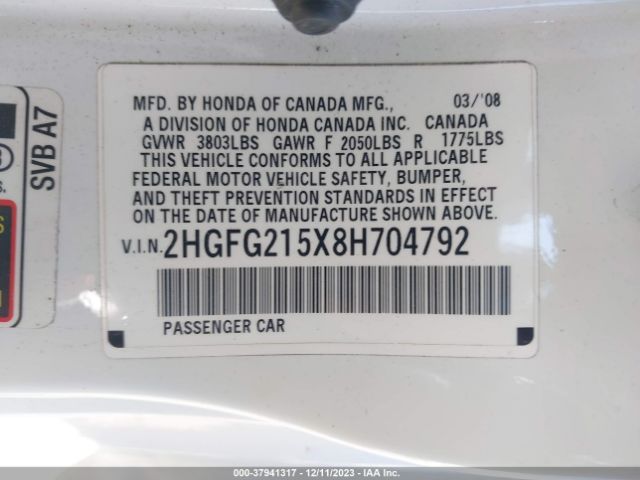 MFD. BY HONDA OF CANADA MFG., 03/'08
A DIVISION OF HONDA CANADA INC. CANADA
GVWR 3803LBS GAWR F 2050LBS R 1775LBS
THIS VEHICLE CONFORMS TO ALL APPLICABLE
FEDERAL MOTOR VEHICLE SAFETY, BUMPER,
AND THEFT PREVENTION STANDARDS IN EFFECT
ON THE DATE OF MANUFACTURE SHOWN ABOVE.
V.I.N. 2HGFG215X8H704792
PASSENGER CAR
SVB A7
000-37941317 - 12/11/2023 - IAA Inc.